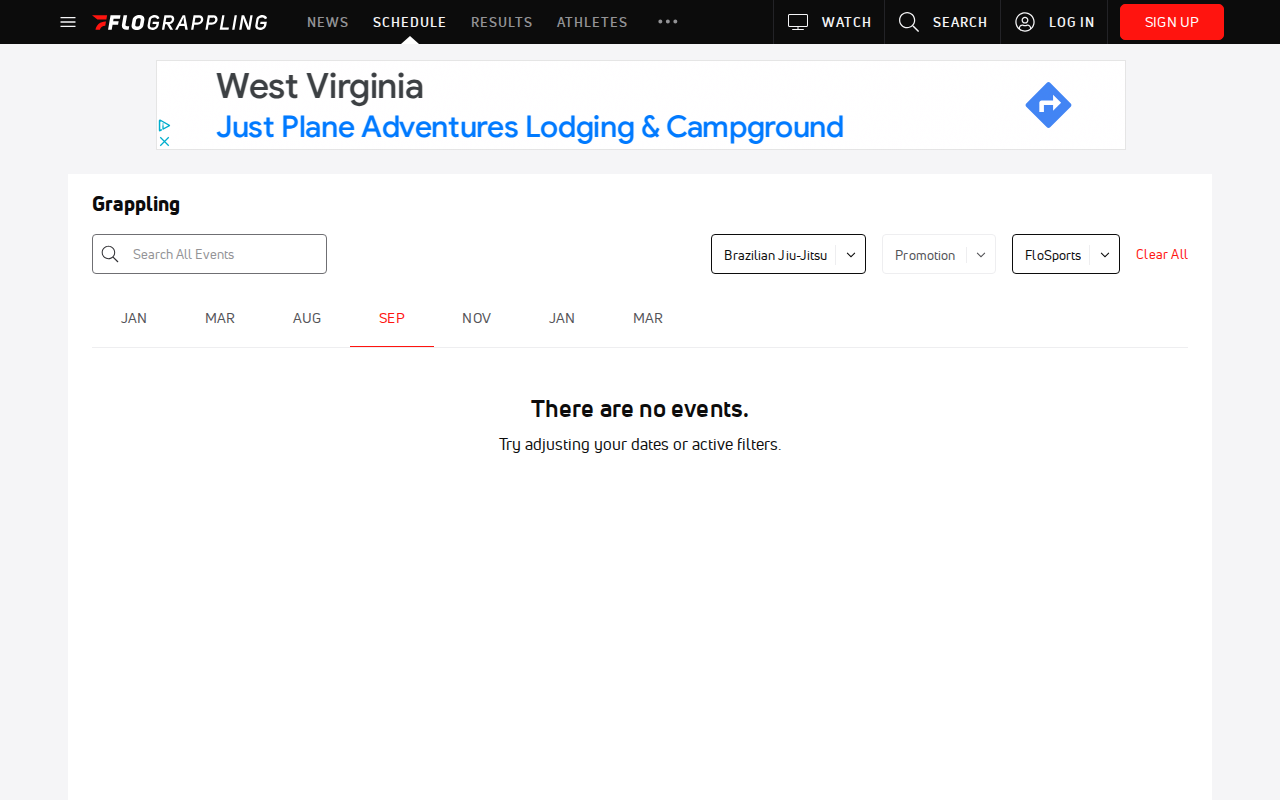 FLOGRAPPLING
NEWS
SCHEDULE
RESULTS
ATHLETES
WATCH
SEARCH
LOG IN
SIGN UP
West Virginia
Just Plane Adventures Lodging & Campground
Grappling
Search All Events
Brazilian Jiu-Jitsu
Promotion
FloSports
Clear All
JAN
MAR
AUG
SEP
NOV
JAN
MAR
There are no events.
Try adjusting your dates or active filters.